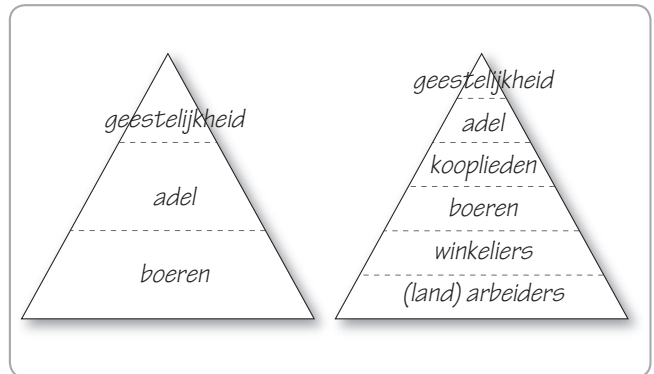 geestelijkheid
adel
boeren
geestelijkheid
adel
kooplieden
boeren
winkeliers
(land) arbeiders